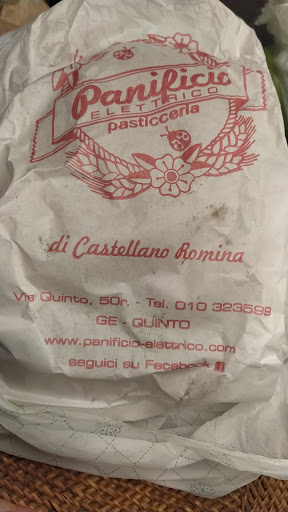 Panificio
ELETTRICO
pasticceria
di Castellano Romina
Via Quinto, 50r. - Tel. 010 323599
GE - QUINTO
www.panificio-elettrico.com
seguici su Facebook f